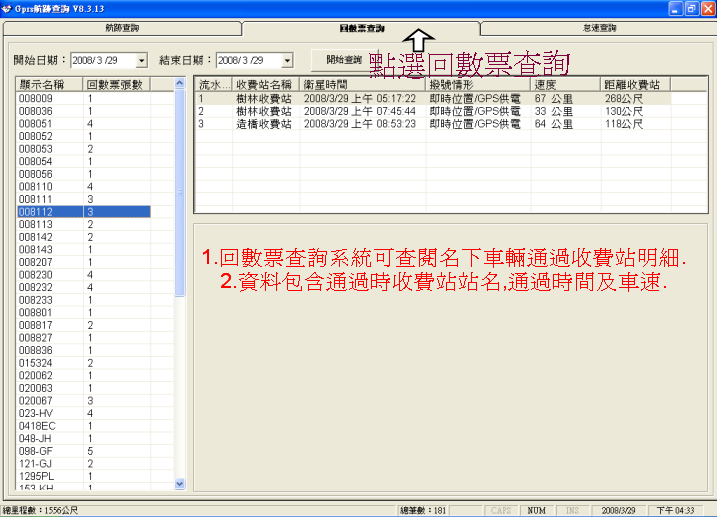 Gprs航跡查詢 V8.3.13
航跡查詢 回數票查詢 怠速查詢
開始日期： 2008/3 /29 結束日期： 2008/3 /29 開始查詢 點選回數票查詢
顯示名稱 回數票張數
008009 1
008036 1
008051 4
008052 1
008053 2
008054 1
008056 1
008110 4
008111 3
008112 3
008113 2
008142 2
008143 1
008207 1
008230 4
008232 4
008233 1
008801 1
008817 2
008827 1
008836 1
015324 2
020062 1
020063 1
020067 3
023-HV 4
0418EC 1
048-JH 1
098-GF 5
121-GJ 2
1295PL 1
153-KH 1
流水... 收費站名稱 衛星時間 撥號情形 速度 距離收費站
1 樹林收費站 2008/3/29 上午 05:17:22 即時位置/GPS供電 67 公里 268公尺
2 樹林收費站 2008/3/29 上午 07:45:44 即時位置/GPS供電 33 公里 130公尺
3 造橋收費站 2008/3/29 上午 08:53:23 即時位置/GPS供電 64 公里 118公尺
1.回數票查詢系統可查閱名下車輛通過收費站明細.
2.資料包含通過時收費站站名,通過時間及車速.
總里程數：1556公尺 總筆數：181 CAPS NUM INS 2008/3/29 下午 04:33